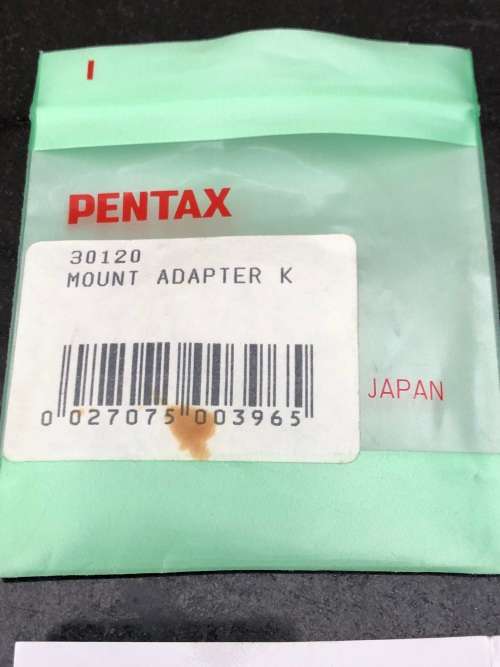 I
PENTAX
30120
MOUNT ADAPTER K
JAPAN
0 027075 003965